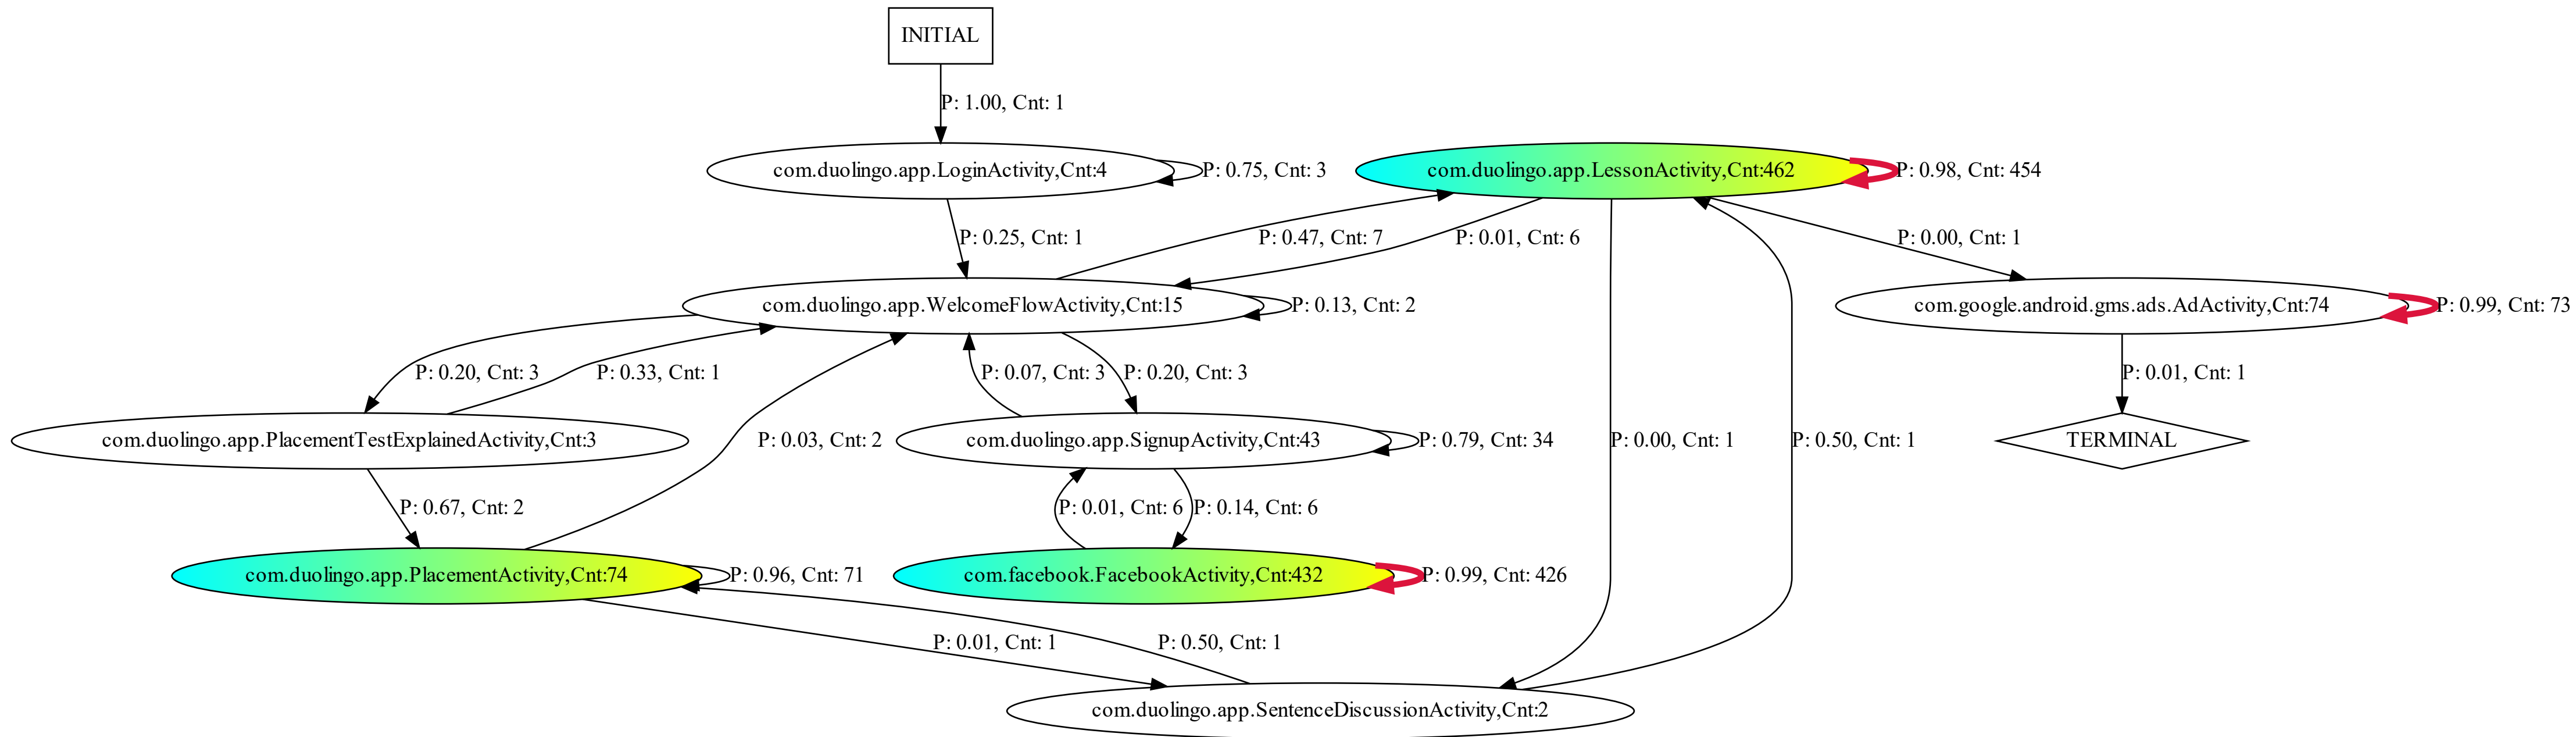 INITIAL
P: 1.00, Cnt: 1
com.duolingo.app.LoginActivity,Cnt:4
P: 0.75, Cnt: 3
com.duolingo.app.LessonActivity,Cnt:462
P: 0.98, Cnt: 454
P: 0.25, Cnt: 1
P: 0.47, Cnt: 7
P: 0.01, Cnt: 6
P: 0.00, Cnt: 1
com.duolingo.app.WelcomeFlowActivity,Cnt:15
P: 0.13, Cnt: 2
com.google.android.gms.ads.AdActivity,Cnt:74
P: 0.99, Cnt: 73
P: 0.20, Cnt: 3
P: 0.33, Cnt: 1
P: 0.07, Cnt: 3
P: 0.20, Cnt: 3
P: 0.01, Cnt: 1
com.duolingo.app.PlacementTestExplainedActivity,Cnt:3
P: 0.03, Cnt: 2
com.duolingo.app.SignupActivity,Cnt:43
P: 0.79, Cnt: 34
P: 0.00, Cnt: 1
P: 0.50, Cnt: 1
TERMINAL
P: 0.67, Cnt: 2
P: 0.01, Cnt: 6
P: 0.14, Cnt: 6
com.duolingo.app.PlacementActivity,Cnt:74
P: 0.96, Cnt: 71
com.facebook.FacebookActivity,Cnt:432
P: 0.99, Cnt: 426
P: 0.01, Cnt: 1
P: 0.50, Cnt: 1
com.duolingo.app.SentenceDiscussionActivity,Cnt:2